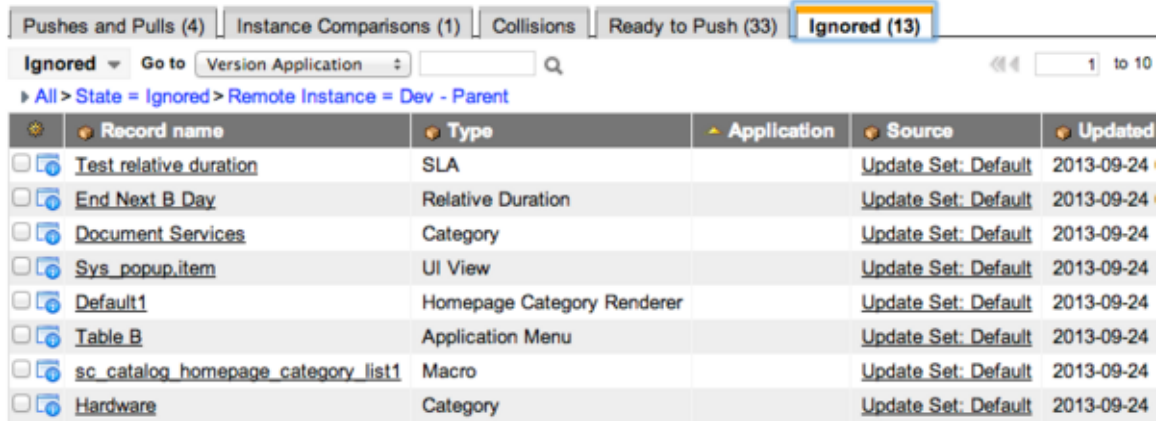 Pushes and Pulls (4) Instance Comparisons (1) Collisions Ready to Push (33) Ignored (13)
Ignored Go to Version Application 1 to 10
All > State = Ignored > Remote Instance = Dev - Parent
Record name Type Application Source Updated
Test relative duration SLA Update Set: Default 2013-09-24
End Next B Day Relative Duration Update Set: Default 2013-09-24
Document Services Category Update Set: Default 2013-09-24
Sys_popup.item UI View Update Set: Default 2013-09-24
Default1 Homepage Category Renderer Update Set: Default 2013-09-24
Table B Application Menu Update Set: Default 2013-09-24
sc_catalog_homepage_category_list1 Macro Update Set: Default 2013-09-24
Hardware Category Update Set: Default 2013-09-24